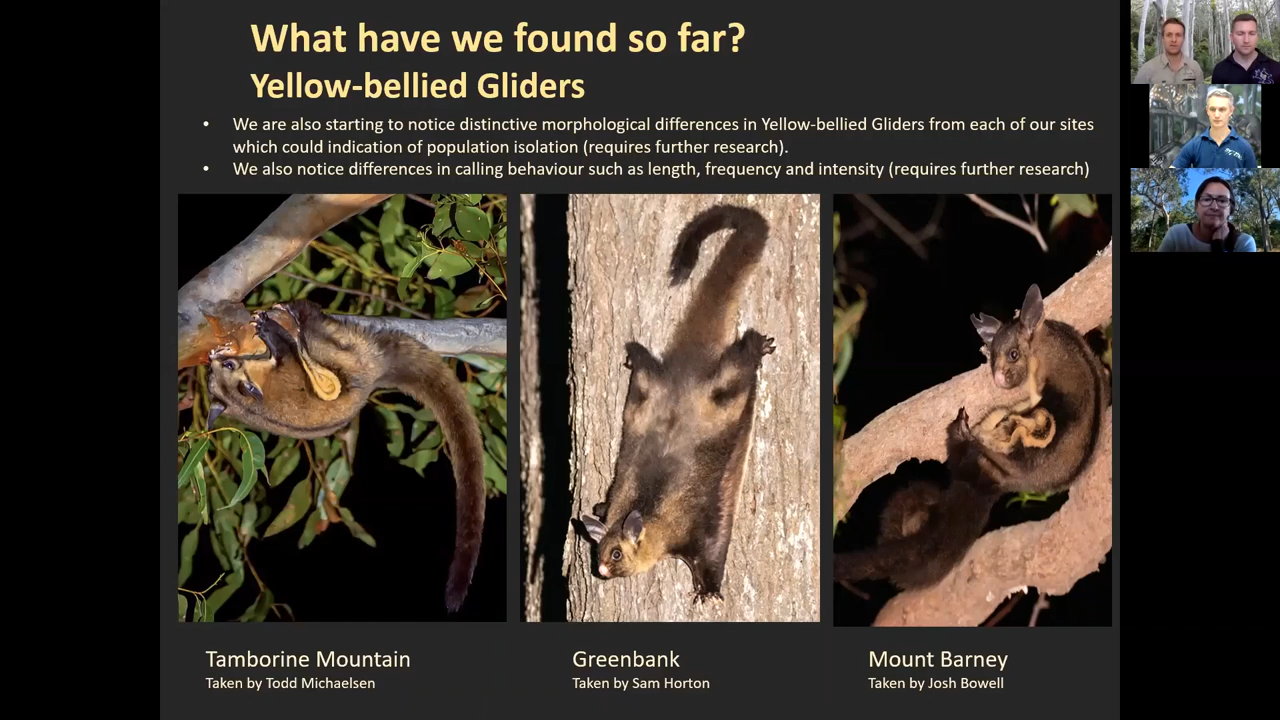 What have we found so far?
Yellow-bellied Gliders
• We are also starting to notice distinctive morphological differences in Yellow-bellied Gliders from each of our sites
which could indication of population isolation (requires further research).
• We also notice differences in calling behaviour such as length, frequency and intensity (requires further research)
Tamborine Mountain
Taken by Todd Michaelsen
Greenbank
Taken by Sam Horton
Mount Barney
Taken by Josh Bowell